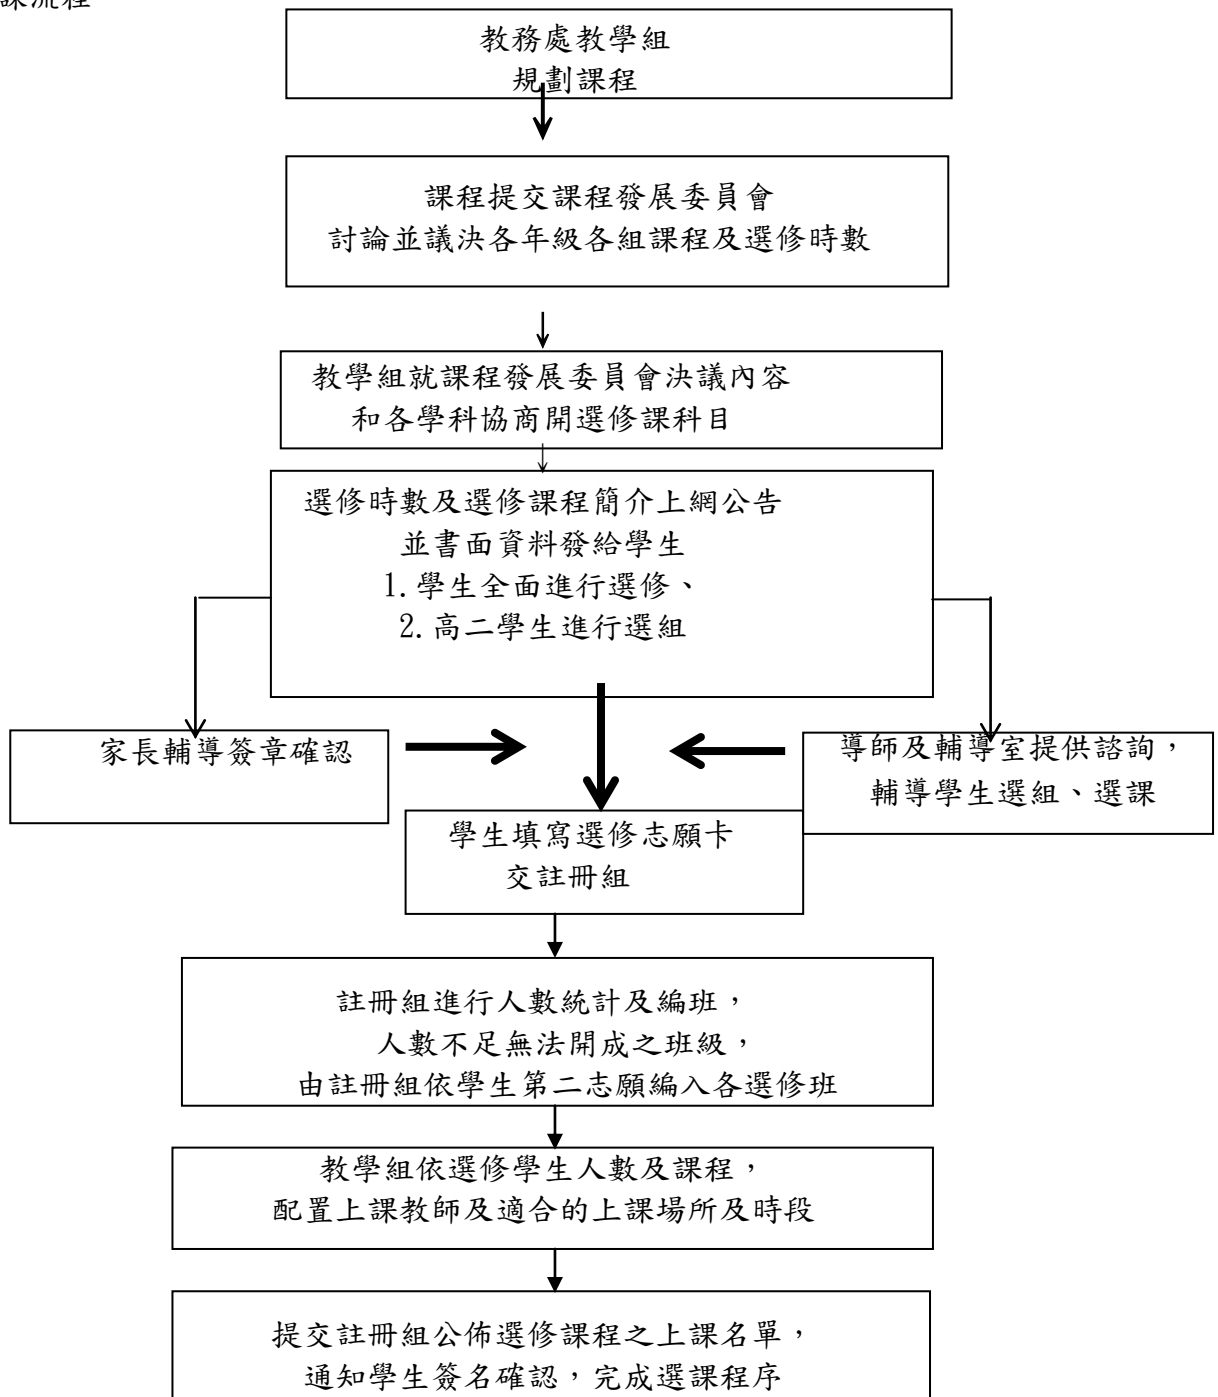 課流程
教務處教學組
規劃課程
課程提交課程發展委員會
討論並議決各年級各組課程及選修時數
教學組就課程發展委員會決議內容
和各學科協商開選修課科目
選修時數及選修課程簡介上網公告
並書面資料發給學生
1.學生全面進行選修、
2.高二學生進行選組
家長輔導簽章確認
導師及輔導室提供諮詢，
輔導學生選組、選課
學生填寫選修志願卡
交註冊組
註冊組進行人數統計及編班，
人數不足無法開成之班級，
由註冊組依學生第二志願編入各選修班
教學組依選修學生人數及課程，
配置上課教師及適合的上課場所及時段
提交註冊組公佈選修課程之上課名單，
通知學生簽名確認，完成選課程序